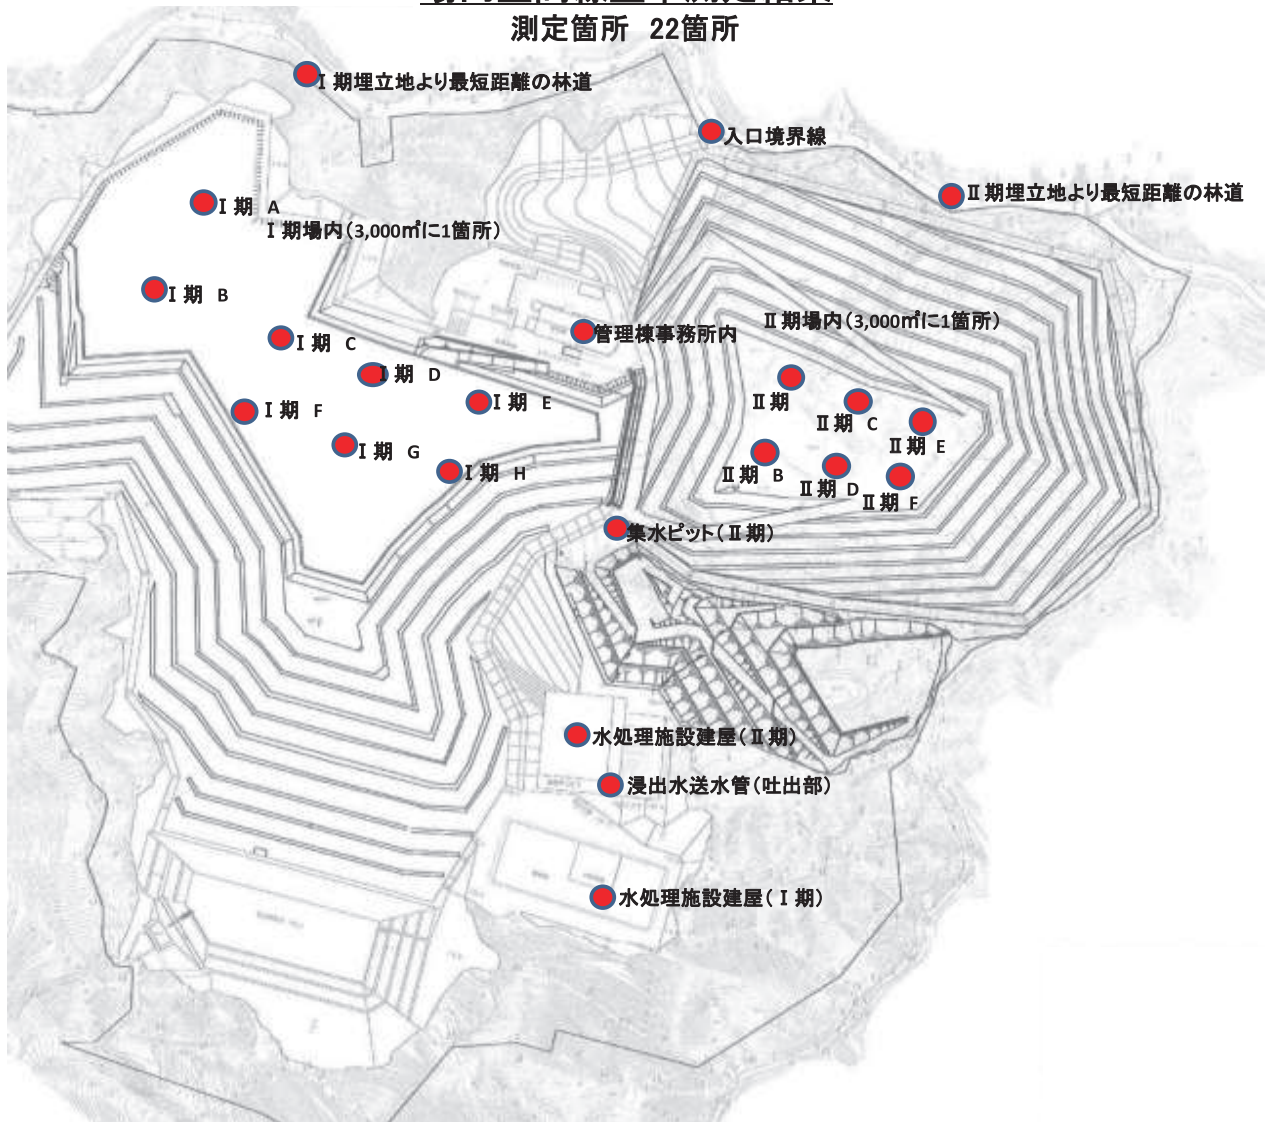 測定箇所 22箇所
Ⅰ期埋立地より最短距離の林道
入口境界線
Ⅱ期埋立地より最短距離の林道
Ⅰ期 A
Ⅰ期場内(3,000㎡に1箇所)
Ⅰ期 B
Ⅰ期 C
Ⅰ期 D
Ⅰ期 E
Ⅰ期 F
Ⅰ期 G
Ⅰ期 H
管理棟事務所内
Ⅱ期場内(3,000㎡に1箇所)
Ⅱ期
Ⅱ期 C
Ⅱ期 E
Ⅱ期 B
Ⅱ期 D
Ⅱ期 F
集水ピット(Ⅱ期)
水処理施設建屋(Ⅱ期)
浸出水送水管(吐出部)
水処理施設建屋(Ⅰ期)